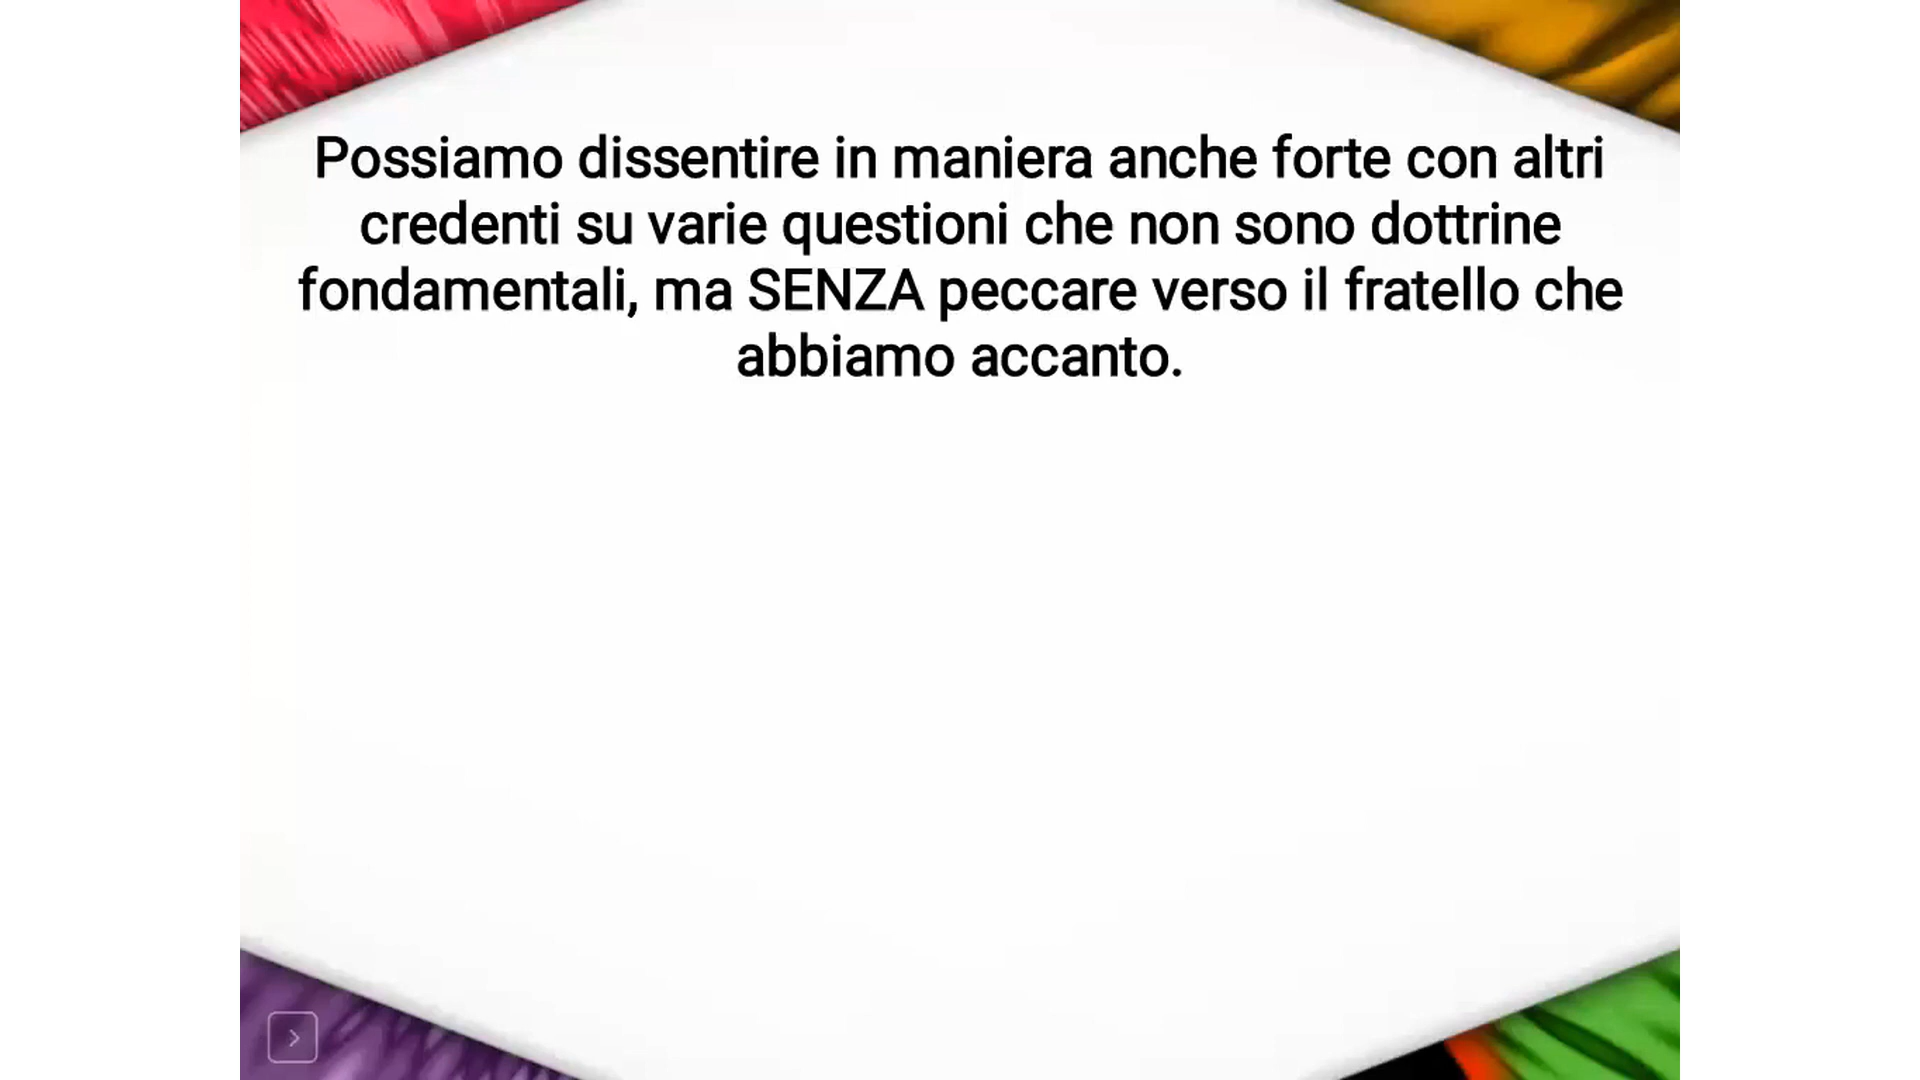 Possiamo dissentire in maniera anche forte con altri
credenti su varie questioni che non sono dottrine
fondamentali, ma SENZA peccare verso il fratello che
abbiamo accanto.